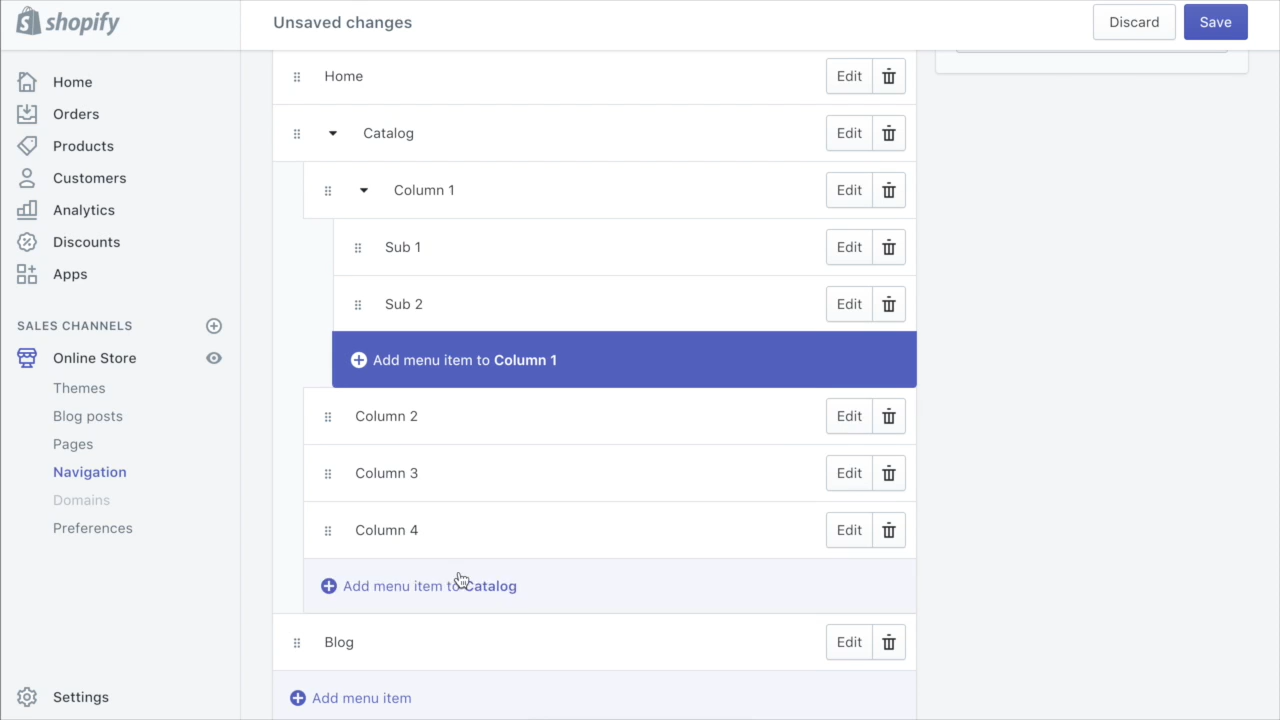 shopify
Unsaved changes
Discard
Save
Home
Orders
Products
Customers
Analytics
Discounts
Apps
SALES CHANNELS
Online Store
Themes
Blog posts
Pages
Navigation
Domains
Preferences
Settings
Home Edit
Catalog Edit
Column 1 Edit
Sub 1 Edit
Sub 2 Edit
Add menu item to Column 1
Column 2 Edit
Column 3 Edit
Column 4 Edit
Add menu item to Catalog
Blog Edit
Add menu item